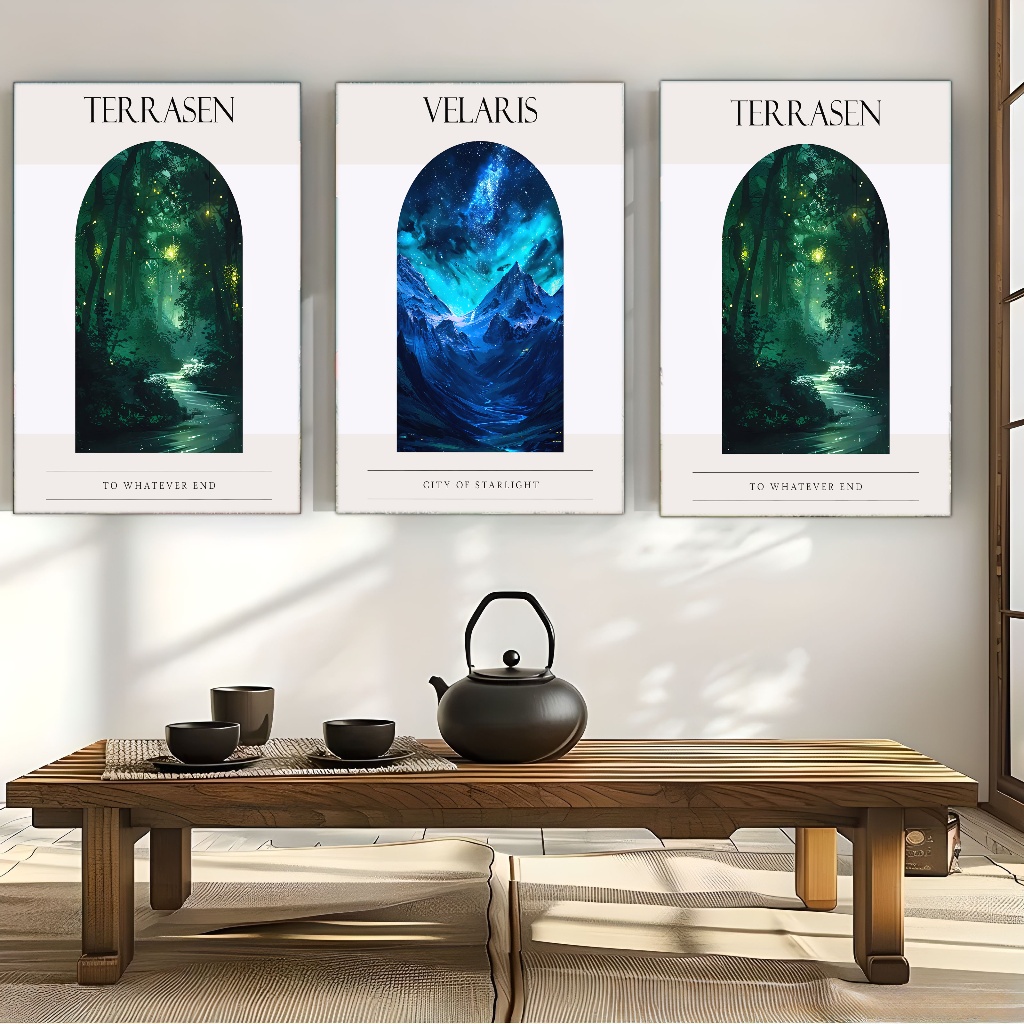 TERRASEN
TO WHATEVER END
VELARIS
CITY OF STARLIGHT
TERRASEN
TO WHATEVER END